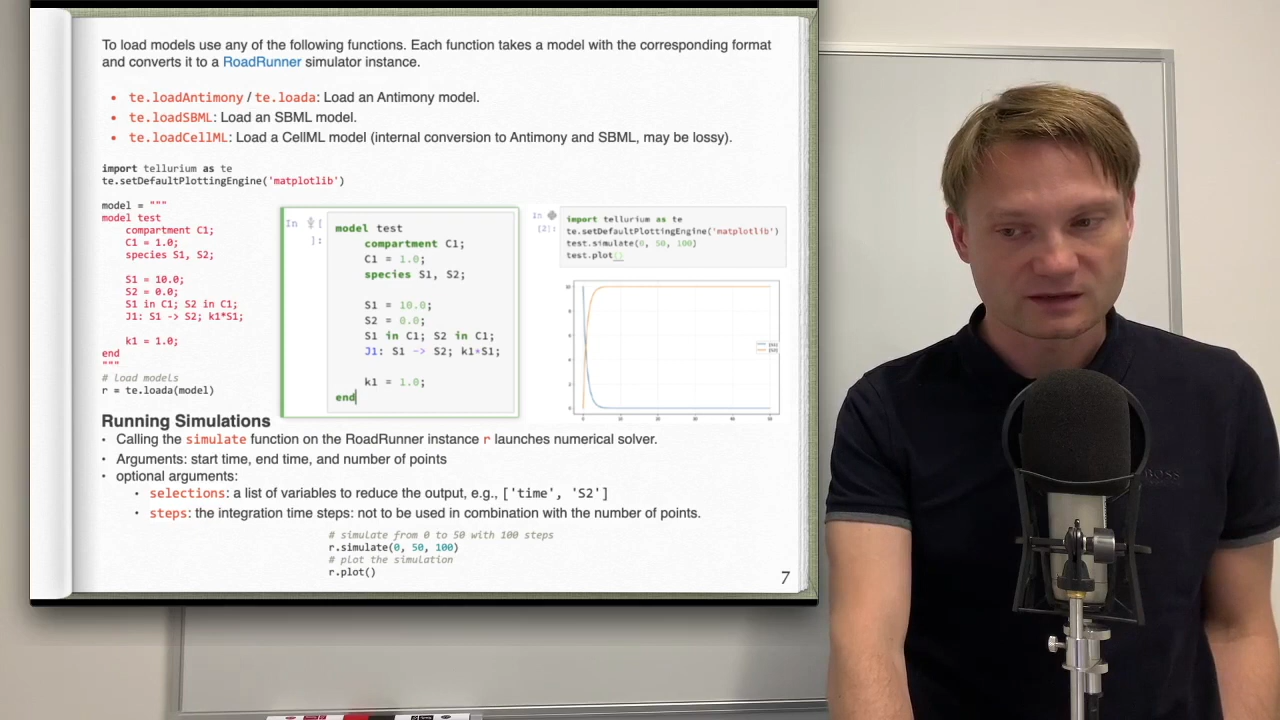 To load models use any of the following functions. Each function takes a model with the corresponding format
and converts it to a RoadRunner simulator instance.
• te.loadAntimony / te.loada: Load an Antimony model.
• te.loadSBML: Load an SBML model.
• te.loadCellML: Load a CellML model (internal conversion to Antimony and SBML, may be lossy).
import tellurium as te
te.setDefaultPlottingEngine('matplotlib')
model = """
model test
compartment C1;
C1 = 1.0;
species S1, S2;
S1 = 10.0;
S2 = 0.0;
S1 in C1; S2 in C1;
J1: S1 -> S2; k1*S1;
k1 = 1.0;
end
"""
# load models
r = te.loada(model)
In [
]:
model test
compartment C1;
C1 = 1.0;
species S1, S2;
S1 = 10.0;
S2 = 0.0;
S1 in C1; S2 in C1;
J1: S1 -> S2; k1*S1;
k1 = 1.0;
end
In
[2]:
import tellurium as te
te.setDefaultPlottingEngine('matplotlib')
test.simulate(0, 50, 100)
test.plot()
Running Simulations
• Calling the simulate function on the RoadRunner instance r launches numerical solver.
• Arguments: start time, end time, and number of points
• optional arguments:
• selections: a list of variables to reduce the output, e.g., ['time', 'S2']
• steps: the integration time steps: not to be used in combination with the number of points.
# simulate from 0 to 50 with 100 steps
r.simulate(0, 50, 100)
# plot the simulation
r.plot()
7
BOSS